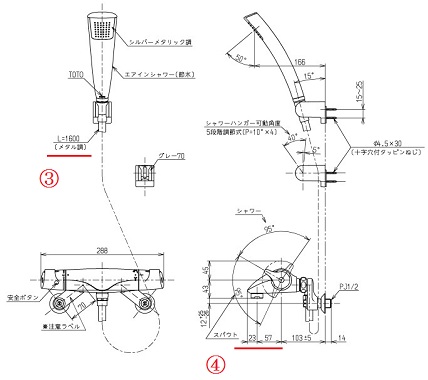 シルバーメタリック調
TOTO
エアインシャワー(節水)
L=1600
(メタル調)
③
グレー70
288
安全ボタン
70
※注意ラベル
50°
166
15°
15~25
シャワーハンガー可動角度
5段階調節式(P=10°×4)
40°
5°
φ4.5×30
(十字穴付タッピンねじ)
シャワー
95°
45
43
12
PJ1/2
スパウト
23
57
103±5
14
④